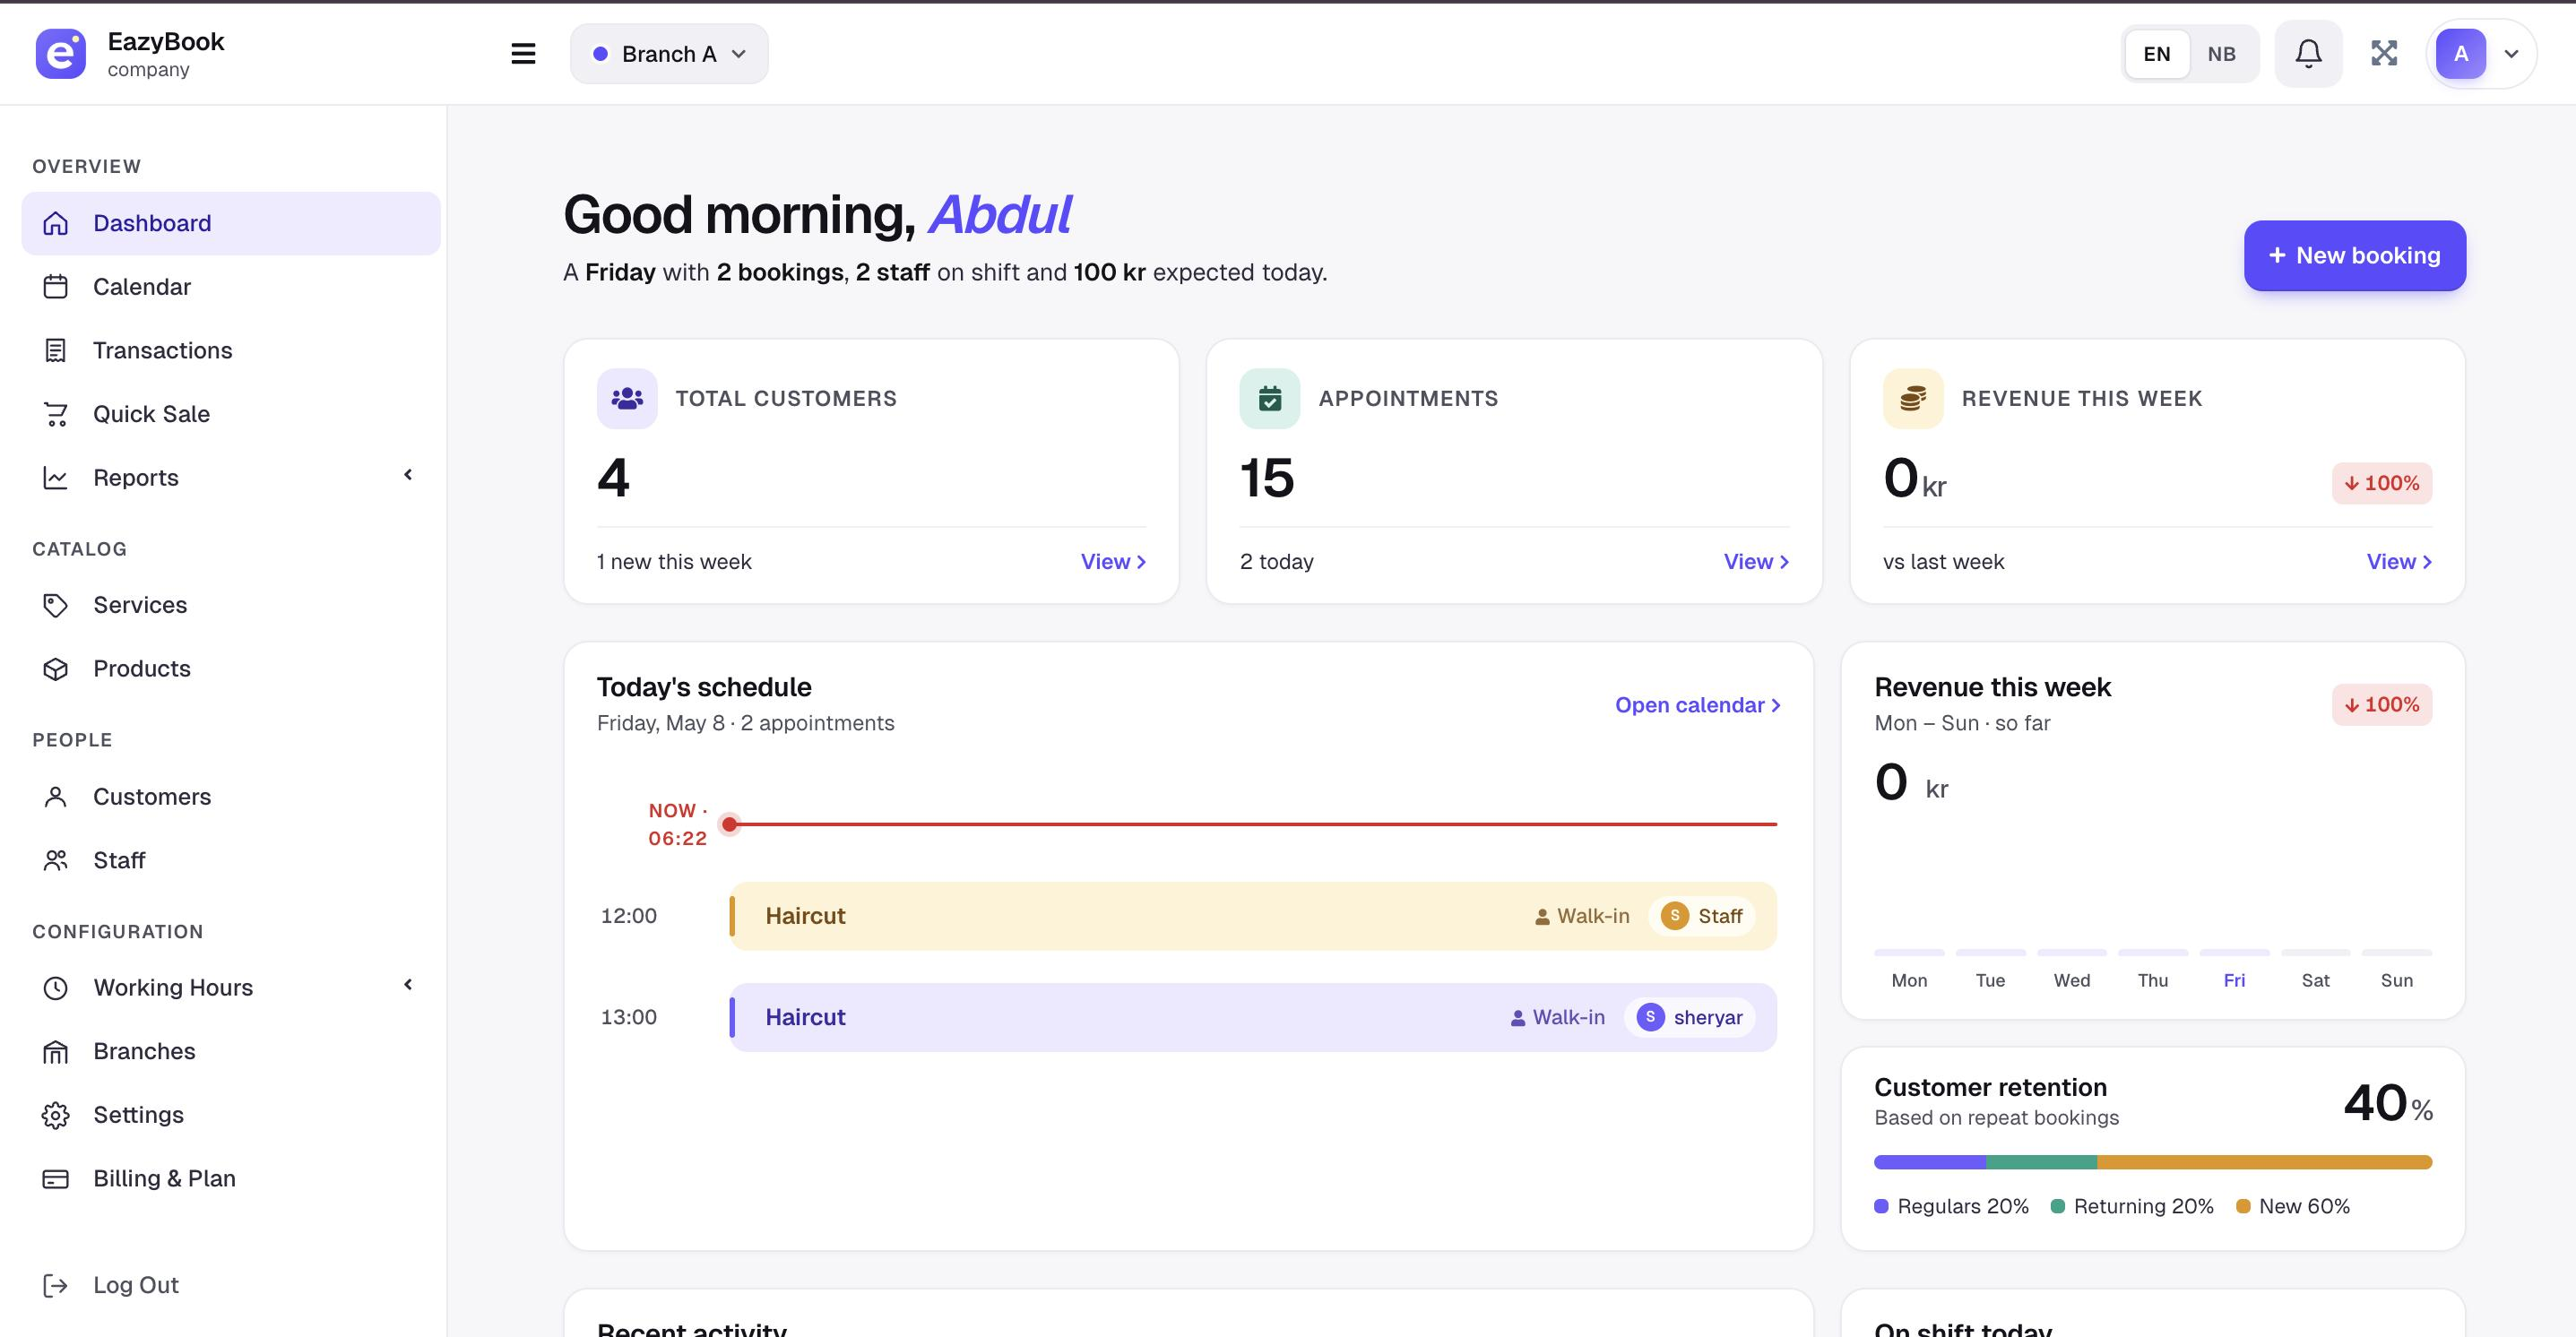 EazyBook
company
Branch A
EN NB
A
OVERVIEW
Dashboard
Calendar
Transactions
Quick Sale
Reports
CATALOG
Services
Products
PEOPLE
Customers
Staff
CONFIGURATION
Working Hours
Branches
Settings
Billing & Plan
Log Out
Good morning, Abdul
A Friday with 2 bookings, 2 staff on shift and 100 kr expected today.
+ New booking
TOTAL CUSTOMERS
4
1 new this week
View
APPOINTMENTS
15
2 today
View
REVENUE THIS WEEK
0 kr
↓ 100%
vs last week
View
Today's schedule
Friday, May 8 · 2 appointments
Open calendar
NOW ·
06:22
12:00
Haircut
Walk-in
S Staff
13:00
Haircut
Walk-in
S sheryar
Revenue this week
Mon – Sun · so far
↓ 100%
0 kr
Mon Tue Wed Thu Fri Sat Sun
Customer retention
Based on repeat bookings
40%
Regulars 20% Returning 20% New 60%
Recent activity
On shift today